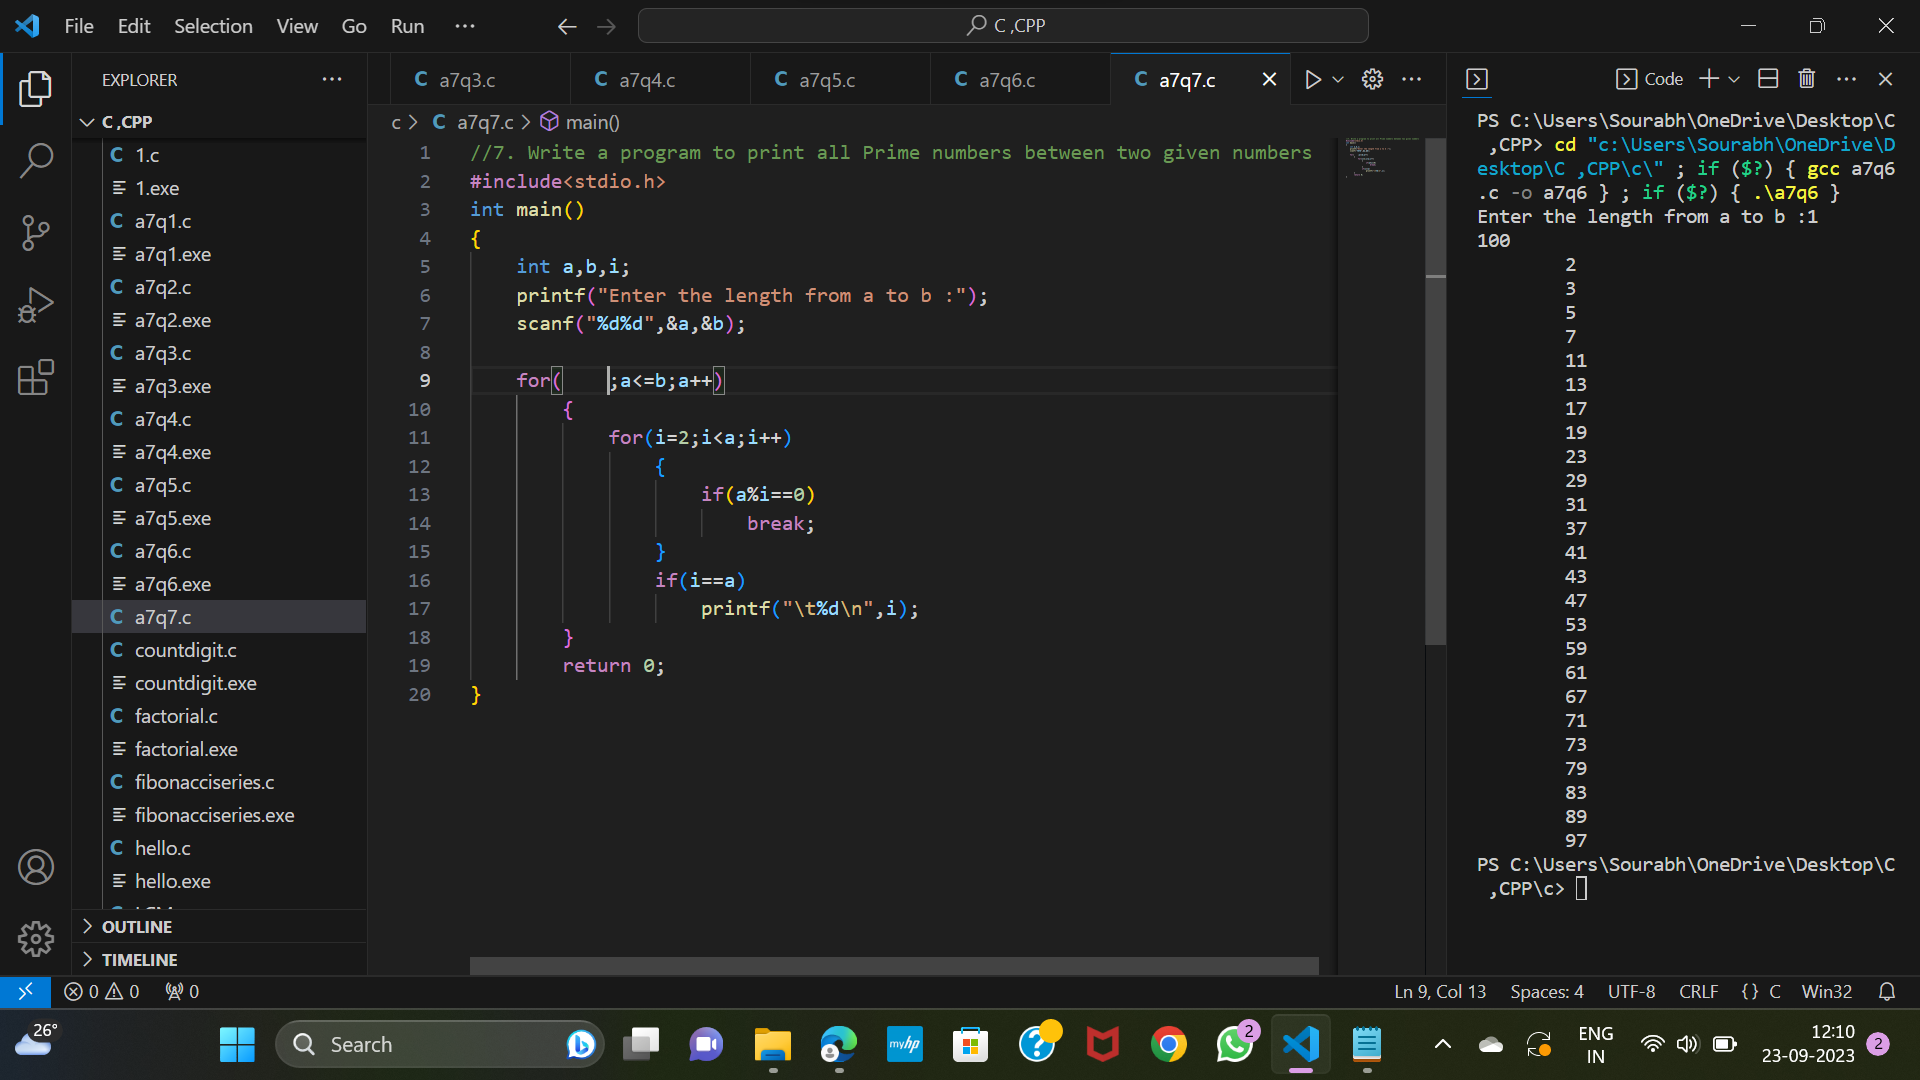 File Edit Selection View Go Run ···
C ,CPP
EXPLORER
C ,CPP
1.c
1.exe
a7q1.c
a7q1.exe
a7q2.c
a7q2.exe
a7q3.c
a7q3.exe
a7q4.c
a7q4.exe
a7q5.c
a7q5.exe
a7q6.c
a7q6.exe
a7q7.c
countdigit.c
countdigit.exe
factorial.c
factorial.exe
fibonacciseries.c
fibonacciseries.exe
hello.c
hello.exe
OUTLINE
TIMELINE
C a7q3.c C a7q4.c C a7q5.c C a7q6.c C a7q7.c
c > C a7q7.c > main()
1 //7. Write a program to print all Prime numbers between two given numbers
2 #include<stdio.h>
3 int main()
4 {
5     int a,b,i;
6     printf("Enter the length from a to b :");
7     scanf("%d%d",&a,&b);
8
9     for(    ;a<=b;a++)
10         {
11             for(i=2;i<a;i++)
12                 {
13                     if(a%i==0)
14                         break;
15                 }
16                 if(i==a)
17                     printf("\t%d\n",i);
18         }
19         return 0;
20 }
Code
PS C:\Users\Sourabh\OneDrive\Desktop\C
 ,CPP> cd "c:\Users\Sourabh\OneDrive\D
esktop\C ,CPP\c\" ; if ($?) { gcc a7q6
.c -o a7q6 } ; if ($?) { .\a7q6 }
Enter the length from a to b :1
100
2
3
5
7
11
13
17
19
23
29
31
37
41
43
47
53
59
61
67
71
73
79
83
89
97
PS C:\Users\Sourabh\OneDrive\Desktop\C
 ,CPP\c>
0 0 0
Ln 9, Col 13 Spaces: 4 UTF-8 CRLF {} C Win32
26°
Search
myhp
2
ENG
IN
12:10
23-09-2023
2